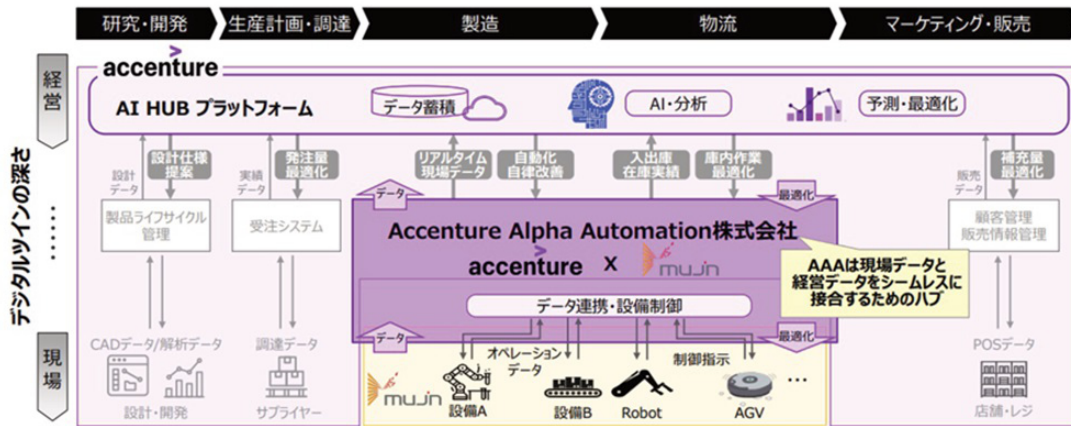 研究・開発
生産計画・調達
製造
物流
マーケティング・販売
デジタルツインの深さ
経営
現場
accenture
AI HUB プラットフォーム
データ蓄積
AI・分析
予測・最適化
設計
データ
設計仕様
提案
実績
データ
発注量
最適化
リアルタイム
現場データ
自動化
自律改善
入出庫
在庫実績
庫内作業
最適化
販売
データ
補充量
最適化
製品ライフサイクル
管理
受注システム
データ
最適化
顧客管理
販売情報管理
Accenture Alpha Automation株式会社
accenture X mujin
AAAは現場データと
経営データをシームレスに
接合するためのハブ
データ連携・設備制御
データ
最適化
CADデータ/解析データ
調達データ
オペレーション
データ
制御指示
POSデータ
mujin
設計・開発
サプライヤー
設備A
設備B
Robot
AGV
…
店舗・レジ